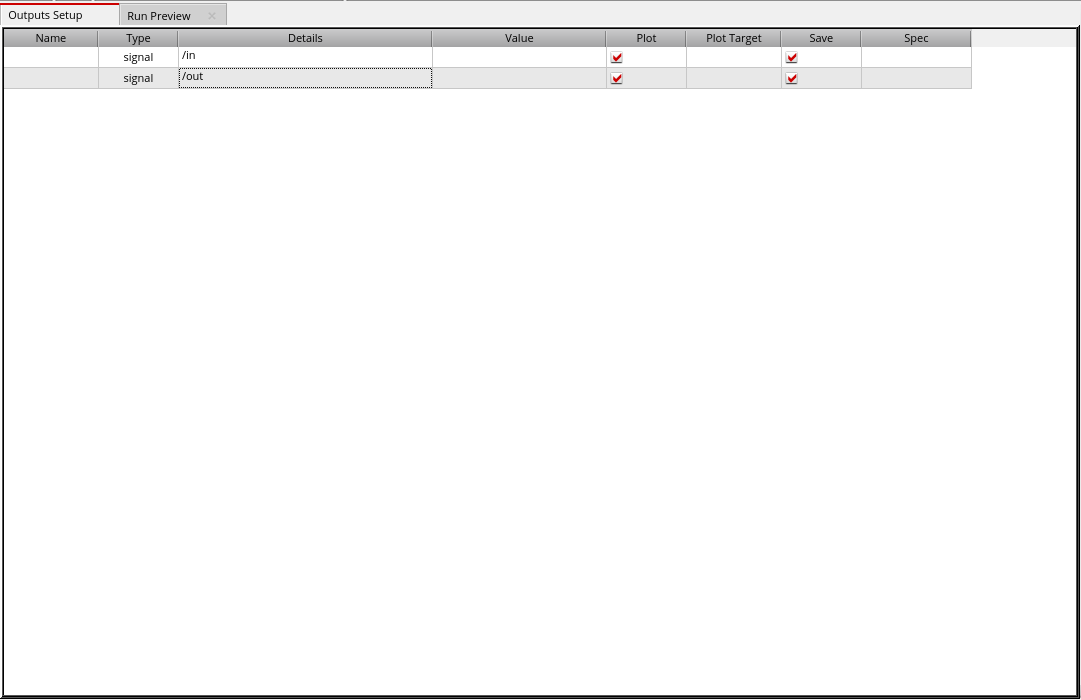 Outputs Setup Run Preview
Name Type Details Value Plot Plot Target Save Spec
signal /in
signal /out